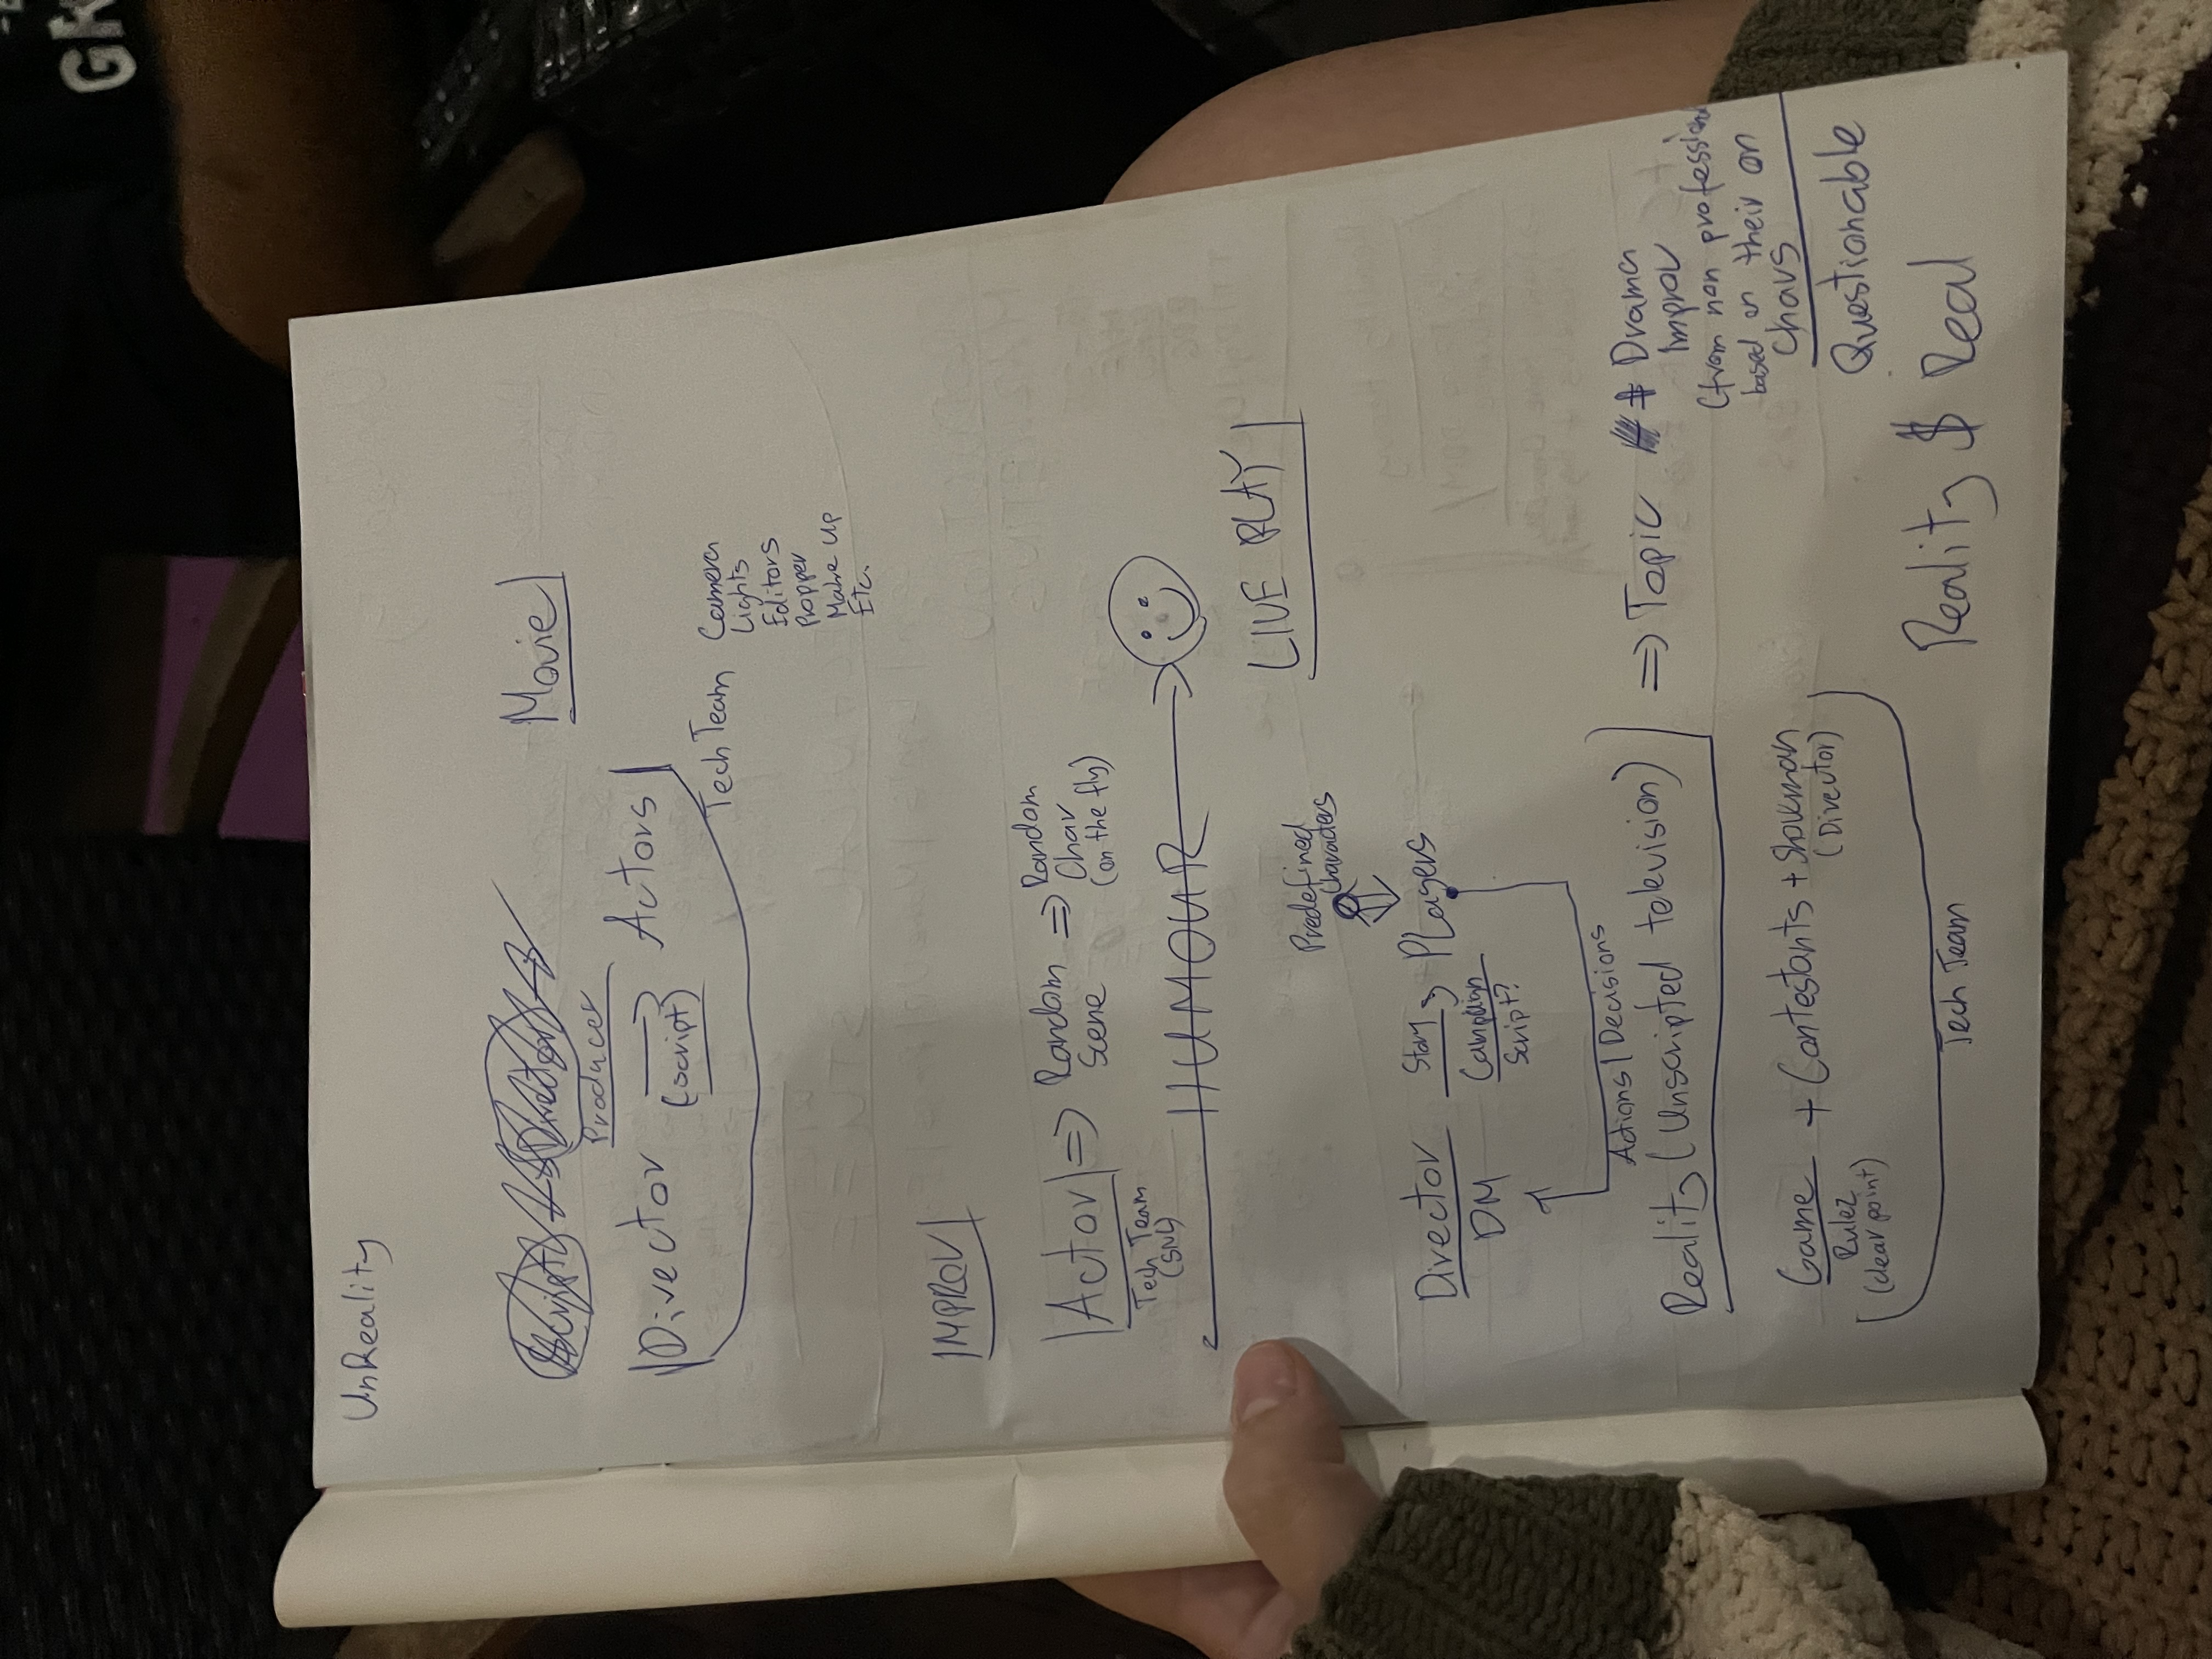 UnReality
Script Director
Movie
Producer
Director Actors
(script)
Tech Team Camera
Lights
Editors
Propper
Make Up
Etc.
IMPROV
Actor => Random Scene => Random Char (on the fly)
Tech Team
(SNL)
HUMOUR
LIVE PLAY
Predefined
Characters
Director Story Players
DM Campaign
Script?
Actions / Decisions
Reality (Unscripted television) => Topic $ Drama
Improv
(from non profession
based on their on
chars
Game + Contestants + Showman
Rulez (Director)
(clear point)
Questionable
Tech Team
Reality $ Real
GR